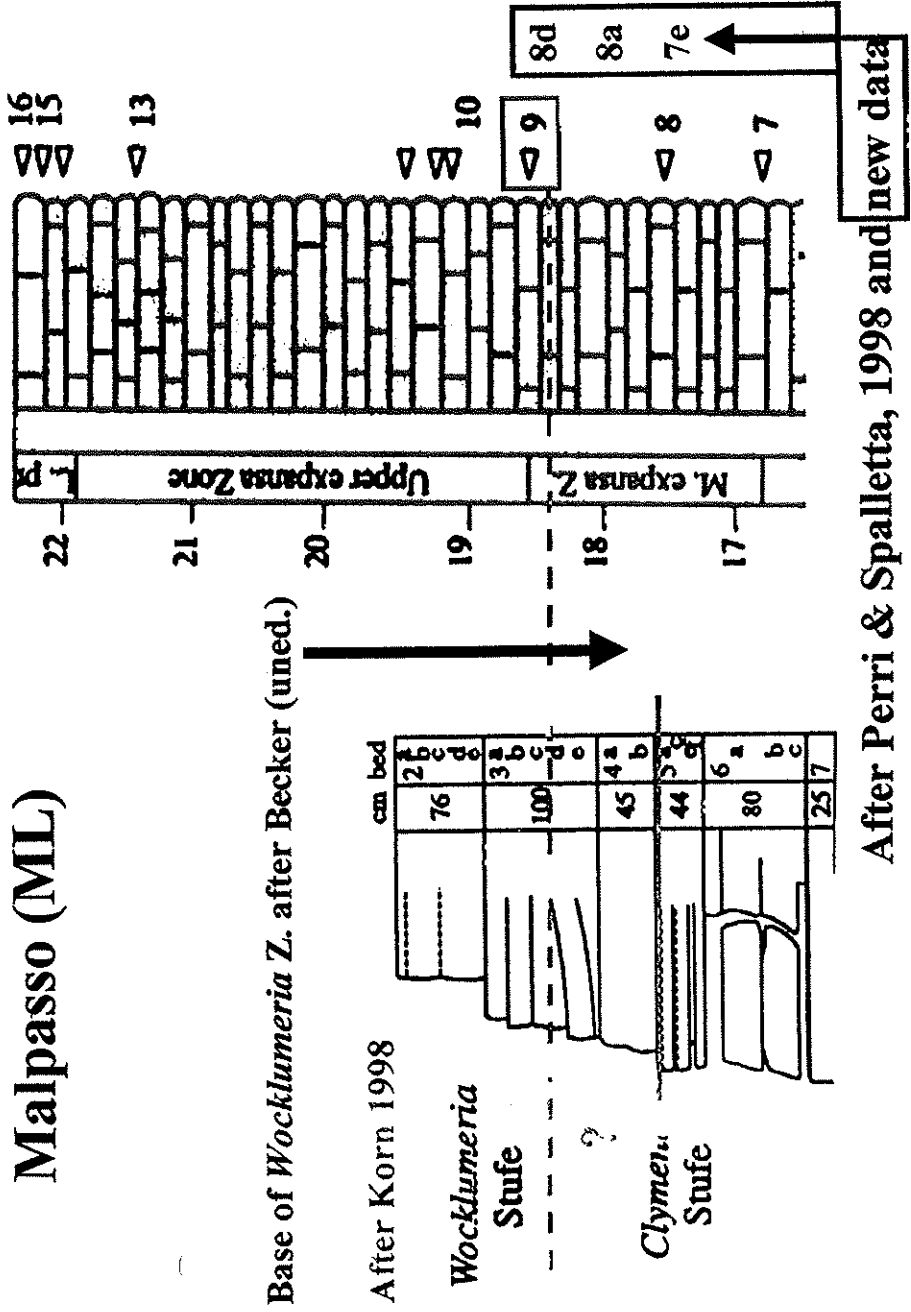 Malpasso (ML)
Base of Wocklumeria Z. after Becker (uned.)
After Korn 1998
Wocklumeria
Stufe
?
Clymen
Stufe
cm bed
76 2 a b c d e
100 3 a b c d e
45 4 a b
44 5 a
80 6 a b c
25 7
22
21
20
19
18
17
Upper expansa Zone
M. expansa Z.
16
15
13
10
9
8
7
8d
8a
7e
After Perri & Spalletta, 1998 and new data